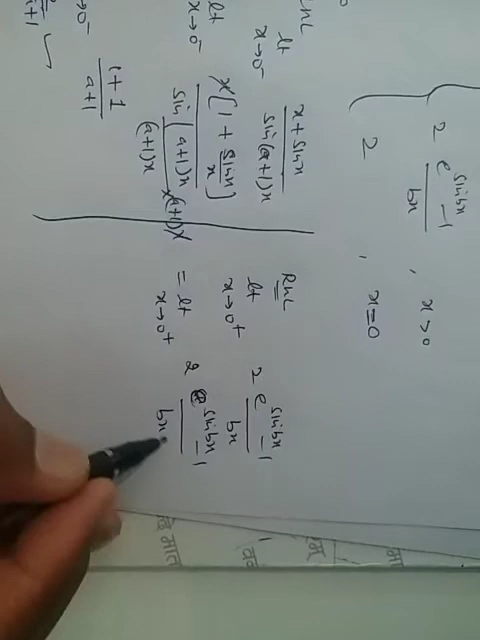 2 (e^{sin bx} - 1)/bx , x > 0
2 , x = 0
LHL
lt x→0⁻ (x + sin x)/(sin(a+1)x)
lt x→0⁻ x[1 + sin x/x]/(sin(a+1)x/(a+1)x · (a+1)x)
(1 + 1)/(a+1)
RHL
lt x→0⁺ 2 (e^{sin bx} - 1)/bx
= lt x→0⁺ 2 (e^{sin bx} - 1)/bx